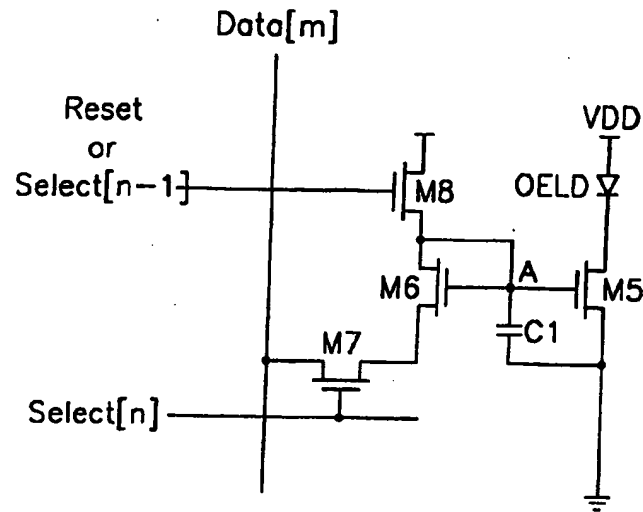 Data[m]
Reset
or
Select[n-1]
VDD
M8
OELD
A
M6
M5
C1
M7
Select[n]